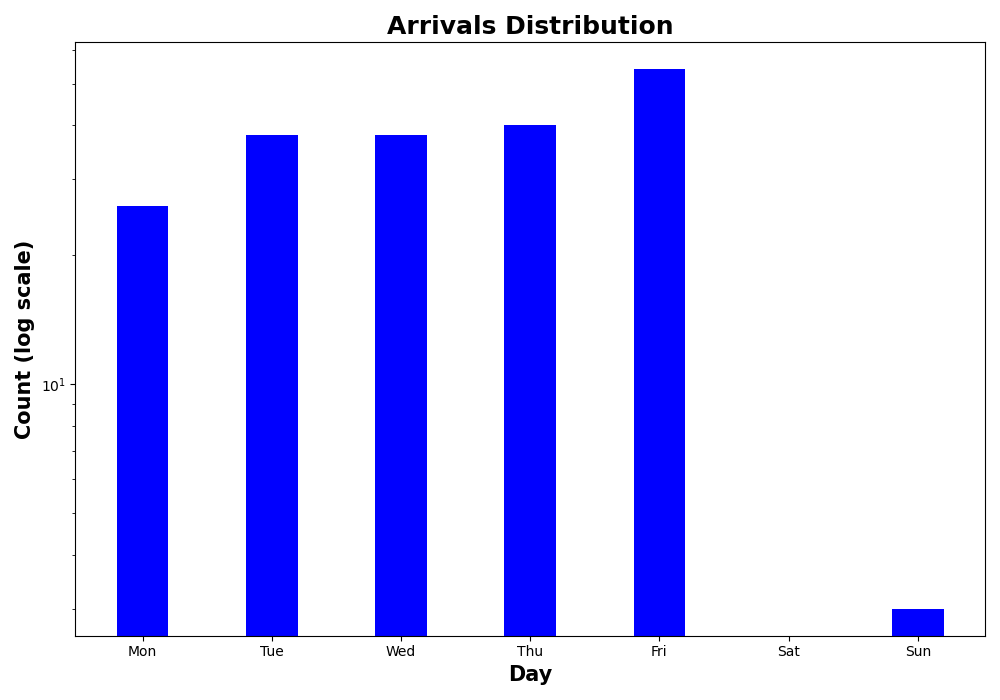 Arrivals Distribution
Count (log scale)
10¹
Mon Tue Wed Thu Fri Sat Sun
Day